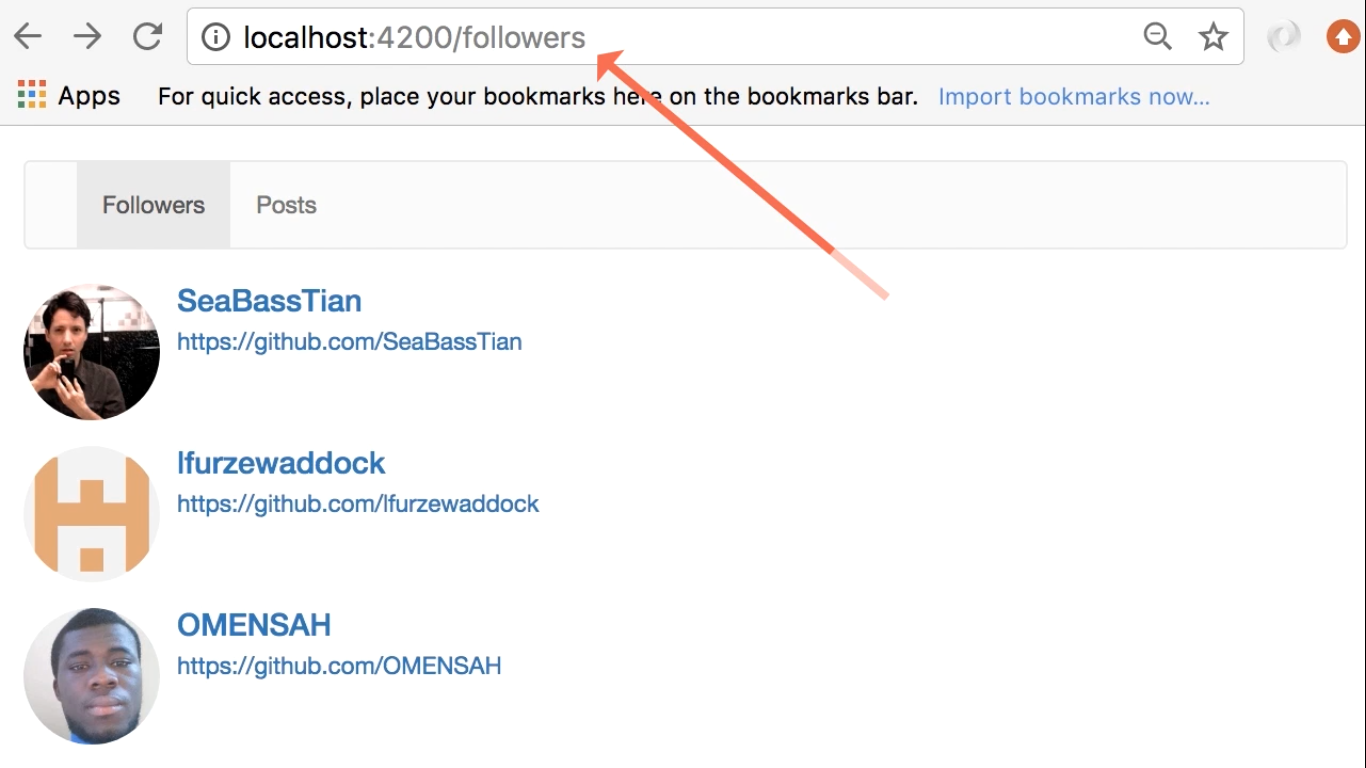 localhost:4200/followers
Apps For quick access, place your bookmarks here on the bookmarks bar. Import bookmarks now...
Followers Posts
SeaBassTian
https://github.com/SeaBassTian
lfurzewaddock
https://github.com/lfurzewaddock
OMENSAH
https://github.com/OMENSAH